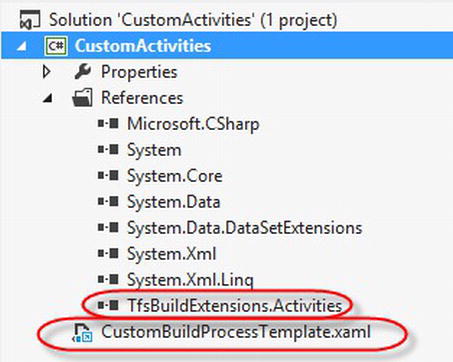 Solution 'CustomActivities' (1 project)
C# CustomActivities
Properties
References
Microsoft.CSharp
System
System.Core
System.Data
System.Data.DataSetExtensions
System.Xml
System.Xml.Linq
TfsBuildExtensions.Activities
CustomBuildProcessTemplate.xaml